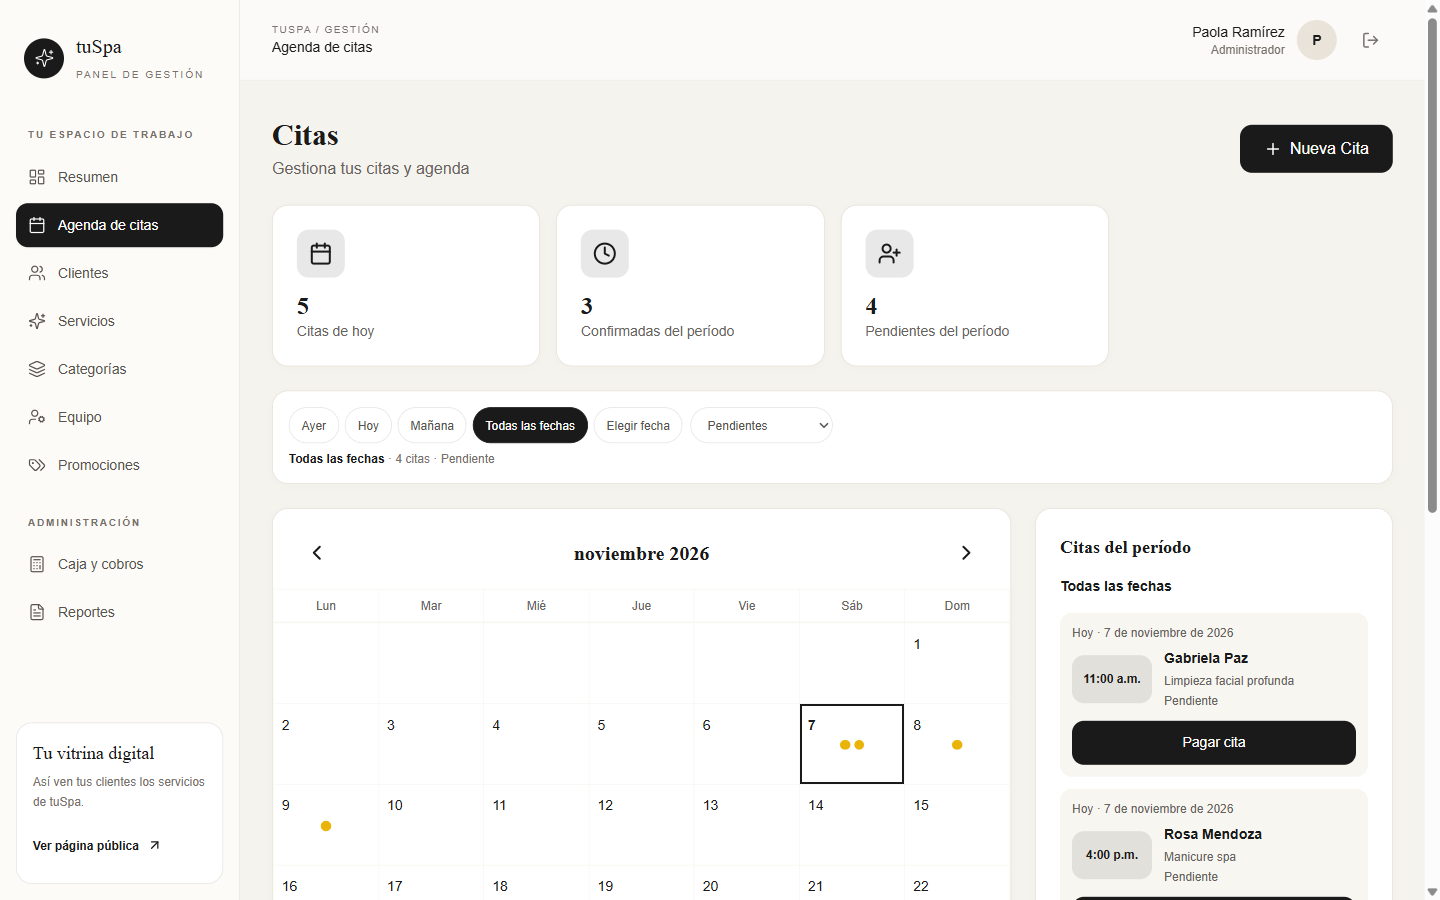 tuSpa
PANEL DE GESTIÓN
TU ESPACIO DE TRABAJO
Resumen
Agenda de citas
Clientes
Servicios
Categorías
Equipo
Promociones
ADMINISTRACIÓN
Caja y cobros
Reportes
Tu vitrina digital
Así ven tus clientes los servicios
de tuSpa.
Ver página pública
TUSPA / GESTIÓN
Agenda de citas
Paola Ramírez
Administrador
P
Citas
Gestiona tus citas y agenda
Nueva Cita
5
Citas de hoy
3
Confirmadas del período
4
Pendientes del período
Ayer Hoy Mañana Todas las fechas Elegir fecha Pendientes
Todas las fechas · 4 citas · Pendiente
noviembre 2026
Lun Mar Mié Jue Vie Sáb Dom
1
2 3 4 5 6 7 8
9 10 11 12 13 14 15
16 17 18 19 20 21 22
Citas del período
Todas las fechas
Hoy · 7 de noviembre de 2026
11:00 a.m.
Gabriela Paz
Limpieza facial profunda
Pendiente
Pagar cita
Hoy · 7 de noviembre de 2026
4:00 p.m.
Rosa Mendoza
Manicure spa
Pendiente